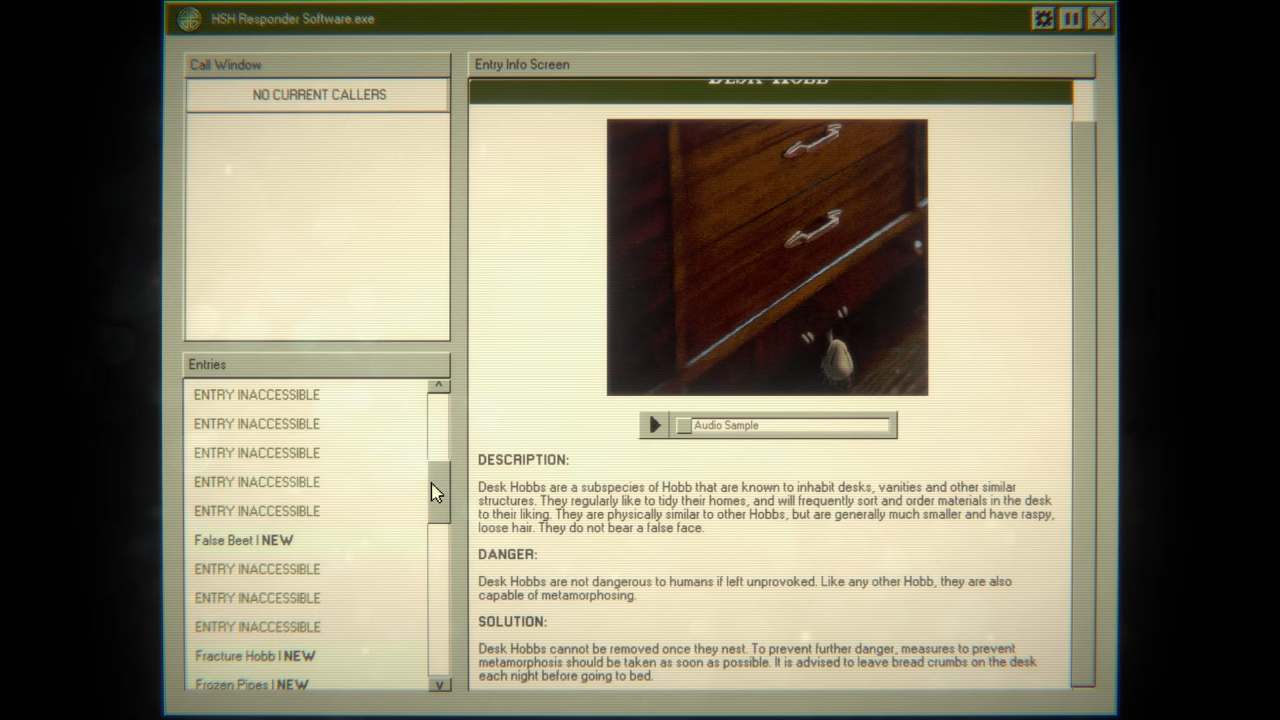 HSH Responder Software.exe
Call Window
NO CURRENT CALLERS
Entries
ENTRY INACCESSIBLE
ENTRY INACCESSIBLE
ENTRY INACCESSIBLE
ENTRY INACCESSIBLE
ENTRY INACCESSIBLE
False Beet | NEW
ENTRY INACCESSIBLE
ENTRY INACCESSIBLE
ENTRY INACCESSIBLE
Fracture Hobb | NEW
Frozen Pipes | NEW
Entry Info Screen
DESK HOBB
Audio Sample
DESCRIPTION:
Desk Hobbs are a subspecies of Hobb that are known to inhabit desks, vanities and other similar
structures. They regularly like to tidy their homes, and will frequently sort and order materials in the desk
to their liking. They are physically similar to other Hobbs, but are generally much smaller and have raspy,
loose hair. They do not bear a false face.
DANGER:
Desk Hobbs are not dangerous to humans if left unprovoked. Like any other Hobb, they are also
capable of metamorphosing.
SOLUTION:
Desk Hobbs cannot be removed once they nest. To prevent further danger, measures to prevent
metamorphosis should be taken as soon as possible. It is advised to leave bread crumbs on the desk
each night before going to bed.